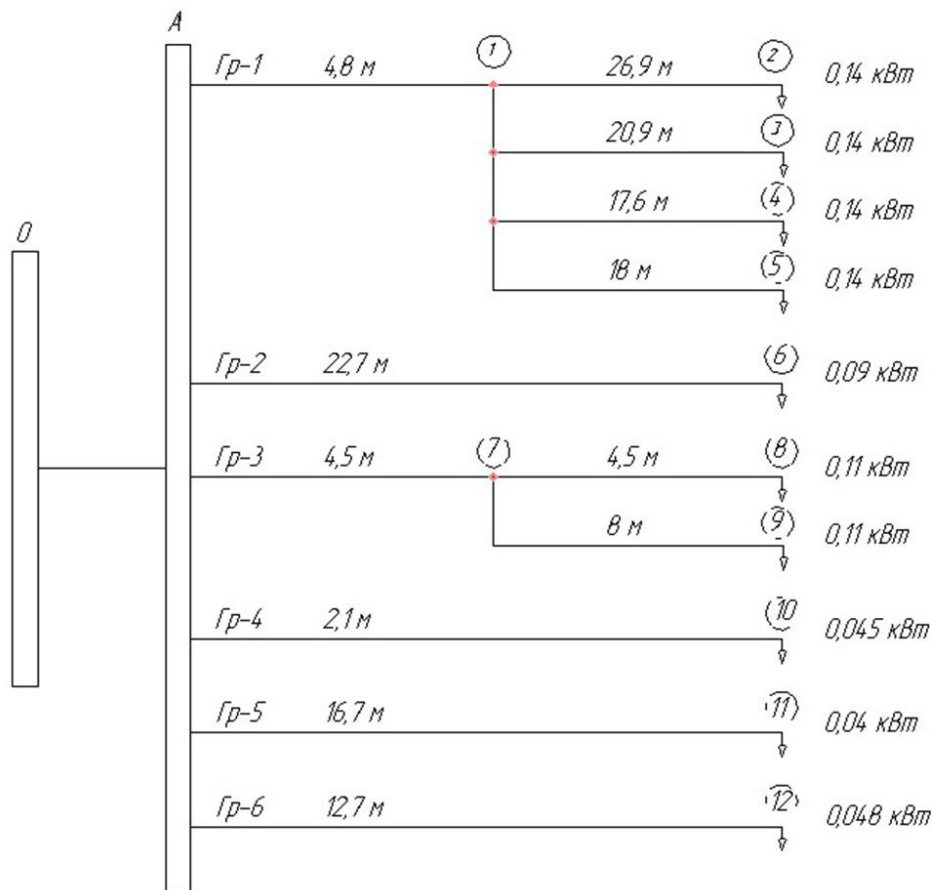 А
О
Гр-1 4,8 м 1 26,9 м 2 0,14 кВт
20,9 м 3 0,14 кВт
17,6 м 4 0,14 кВт
18 м 5 0,14 кВт
Гр-2 22,7 м 6 0,09 кВт
Гр-3 4,5 м 7 4,5 м 8 0,11 кВт
8 м 9 0,11 кВт
Гр-4 2,1 м 10 0,045 кВт
Гр-5 16,7 м 11 0,04 кВт
Гр-6 12,7 м 12 0,048 кВт